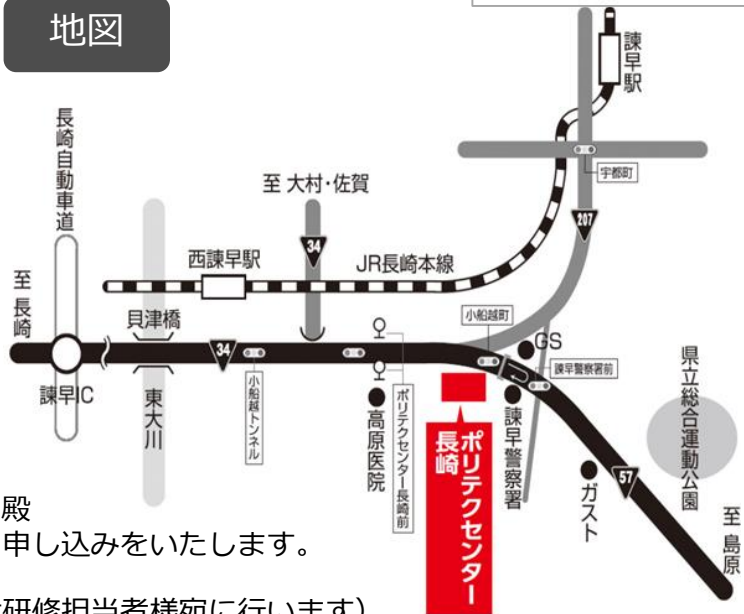 地図
諫早駅
長崎自動車道
宇都町
至 大村・佐賀
207
34
西諫早駅
JR長崎本線
至 長崎
貝津橋
小船越町
GS
34
諫早警察署前
県立総合運動公園
諫早IC
東大川
小船越トンネル
高原医院
ポリテクセンター長崎前
ポリテクセンター
長崎
諫早警察署
ガスト
57
至 島原
殿
申し込みをいたします。
研修担当者様宛に行います)